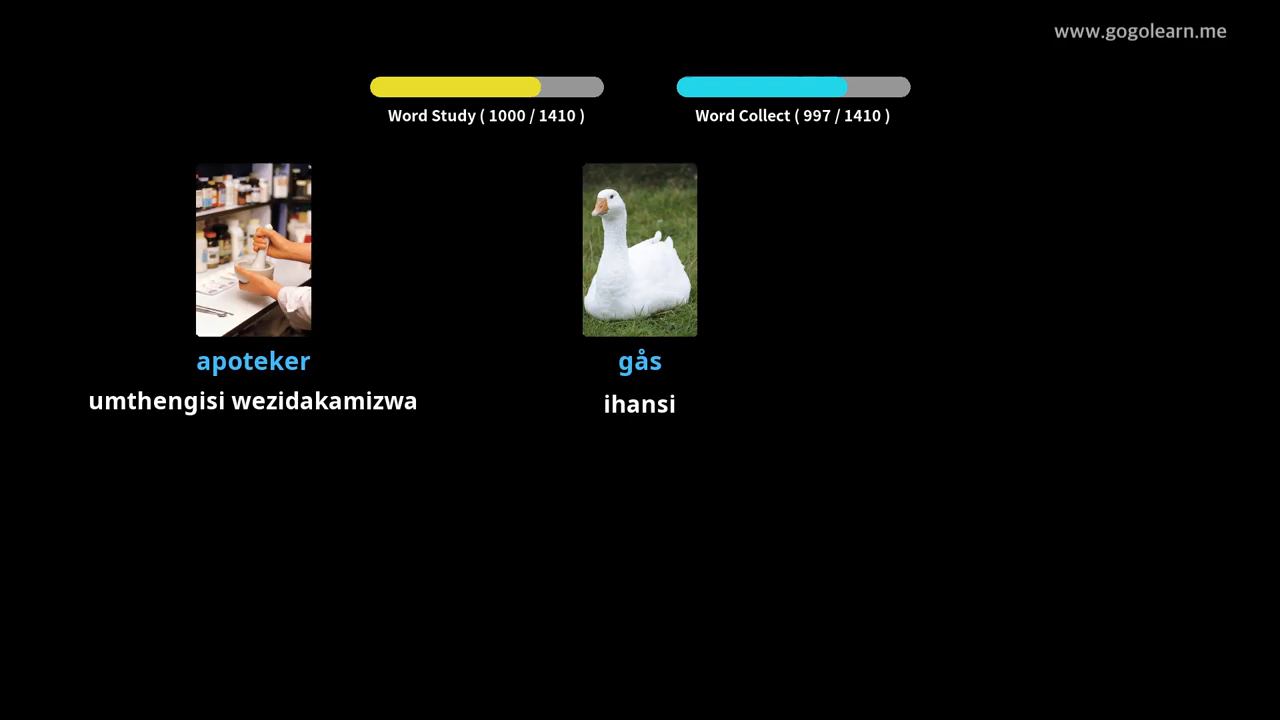 www.gogolearn.me
Word Study ( 1000 / 1410 )
Word Collect ( 997 / 1410 )
apoteker
gås
umthengisi wezidakamizwa
ihansi